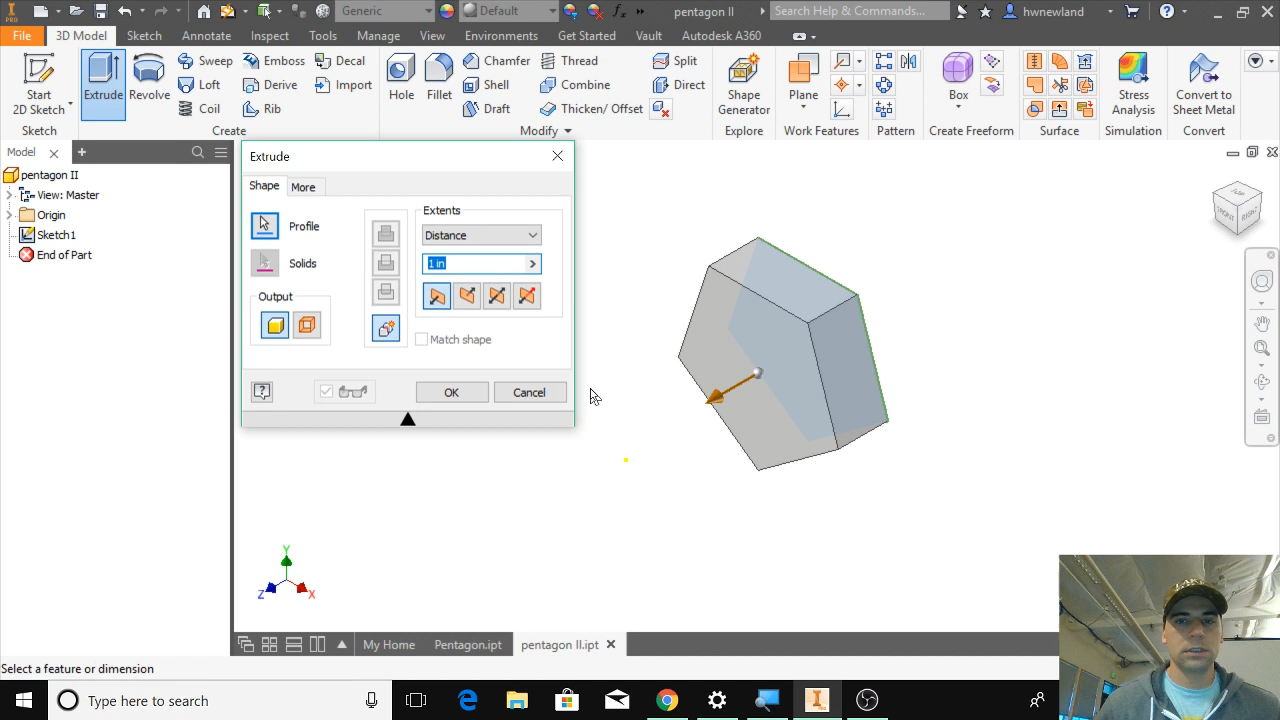 PRO Generic Default fx pentagon II Search Help & Commands... hwnewland
File 3D Model Sketch Annotate Inspect Tools Manage View Environments Get Started Vault Autodesk A360
Start 2D Sketch Extrude Revolve Sweep Emboss Decal Hole Fillet Chamfer Thread Split Shape Generator Plane Box Stress Analysis Convert to Sheet Metal
Loft Derive Import Shell Combine Direct
Coil Rib Draft Thicken/ Offset
Sketch Create Modify Explore Work Features Pattern Create Freeform Surface Simulation Convert
Model
pentagon II
View: Master
Origin
Sketch1
End of Part
Extrude
Shape More
Profile
Solids
Output
Extents
Distance
1 in
Match shape
OK Cancel
TOP
FRONT RIGHT
Y
Z X
My Home Pentagon.ipt pentagon II.ipt
Select a feature or dimension
Type here to search